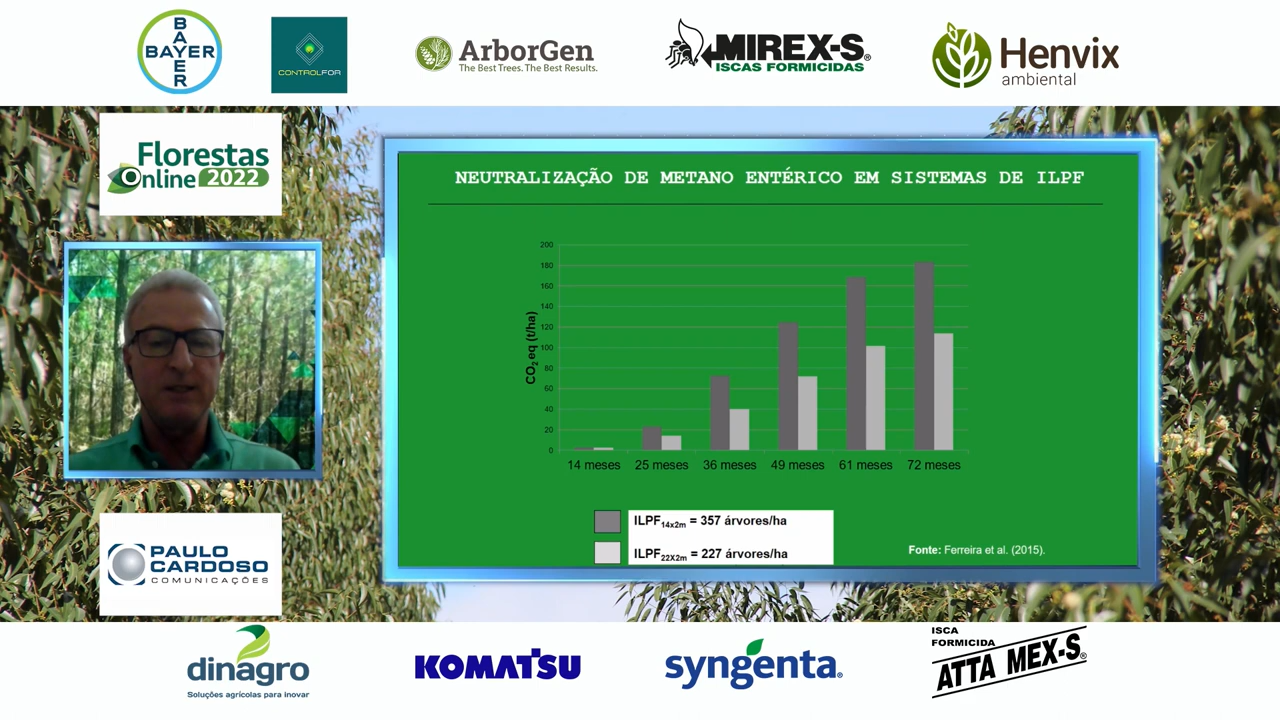 BAYER
BAYER
CONTROLFOR
ArborGen
The Best Trees. The Best Results.
MIREX-S®
ISCAS FORMICIDAS
Henvix
ambiental
Florestas
Online 2022
NEUTRALIZAÇÃO DE METANO ENTÉRICO EM SISTEMAS DE ILPF
CO2 eq (t/ha)
200
180
160
140
120
100
80
60
40
20
0
14 meses 25 meses 36 meses 49 meses 61 meses 72 meses
ILPF14x2m = 357 árvores/ha
ILPF22X2m = 227 árvores/ha
Fonte: Ferreira et al. (2015).
PAULO
CARDOSO
COMUNICAÇÕES
dinagro
Soluções agrícolas para inovar
KOMATSU
syngenta®
ISCA
FORMICIDA
ATTA MEX-S®